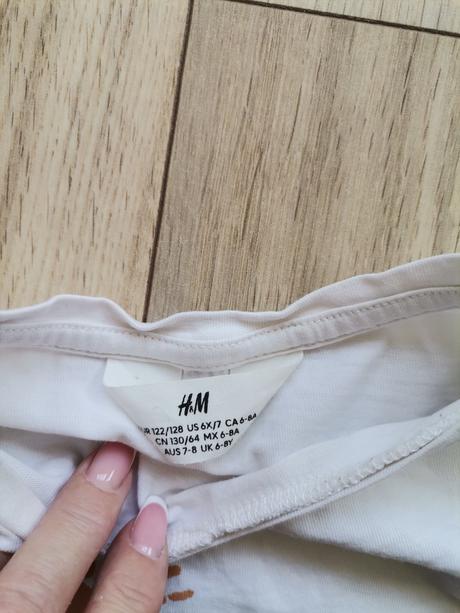 H&M
EUR 122/128 US 6X/7 CA 6-8A
CN 130/64 MX 6-8A
AUS 7-8 UK 6-8Y